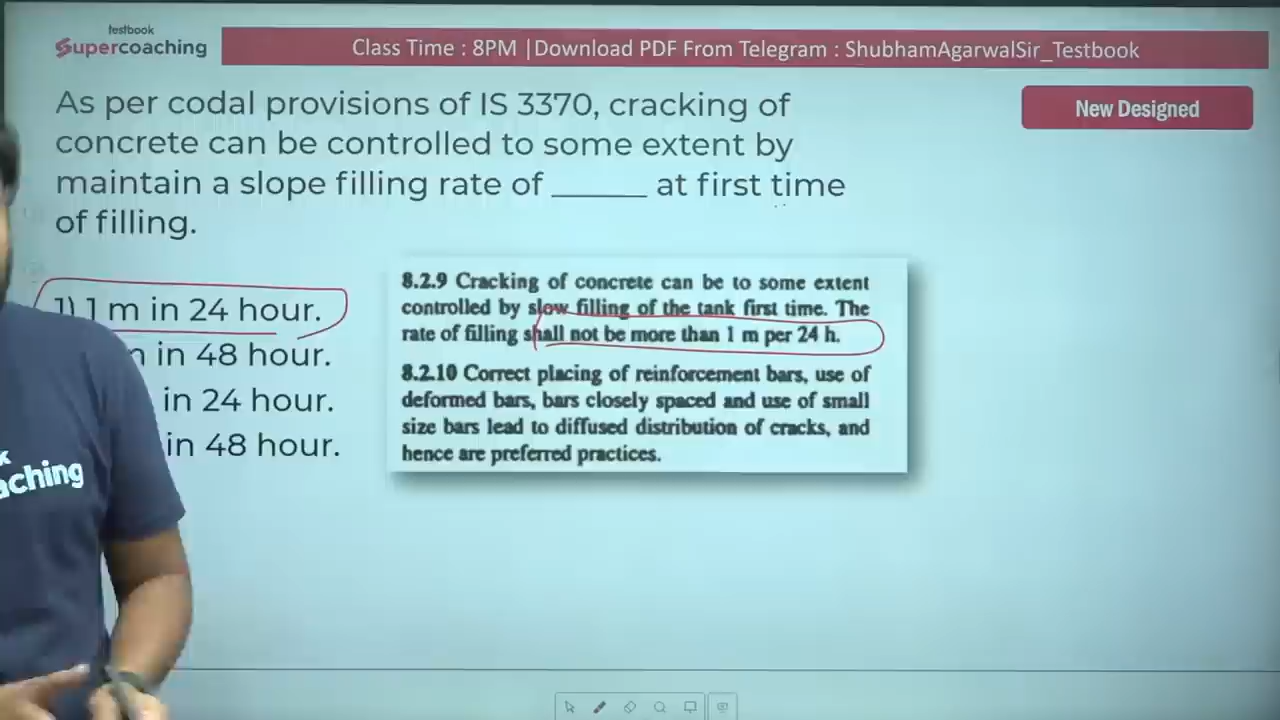 testbook
Supercoaching
Class Time : 8PM |Download PDF From Telegram : ShubhamAgarwalSir_Testbook
As per codal provisions of IS 3370, cracking of
concrete can be controlled to some extent by
maintain a slope filling rate of ______ at first time
of filling.
New Designed
1) 1 m in 24 hour.
in 48 hour.
in 24 hour.
in 48 hour.
8.2.9 Cracking of concrete can be to some extent
controlled by slow filling of the tank first time. The
rate of filling shall not be more than 1 m per 24 h.
8.2.10 Correct placing of reinforcement bars, use of
deformed bars, bars closely spaced and use of small
size bars lead to diffused distribution of cracks, and
hence are preferred practices.
aching